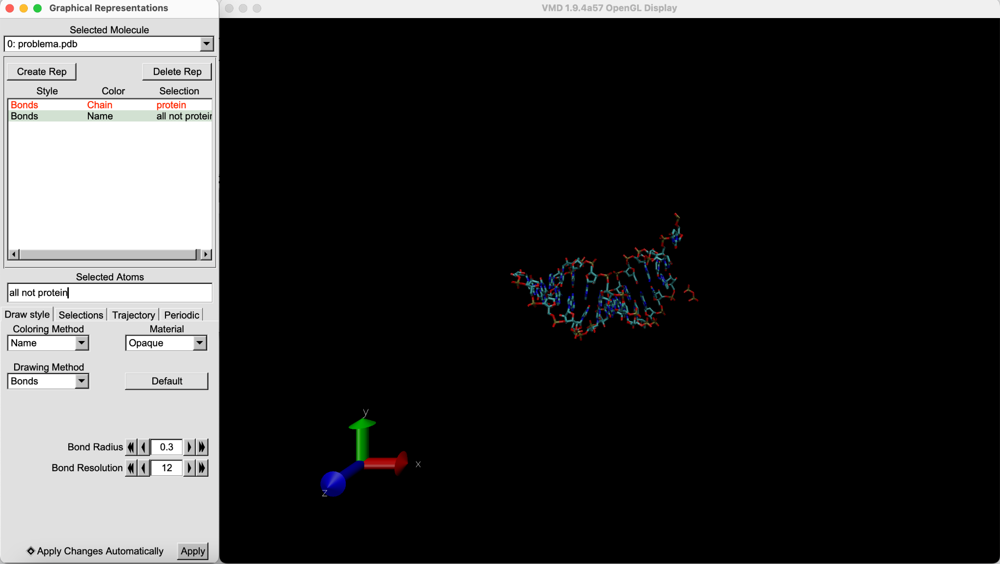 Graphical Representations
VMD 1.9.4a57 OpenGL Display
Selected Molecule
0: problema.pdb
Create Rep Delete Rep
Style Color Selection
Bonds Chain protein
Bonds Name all not protein
Selected Atoms
all not protein
Draw style Selections Trajectory Periodic
Coloring Method Material
Name Opaque
Drawing Method
Bonds Default
Bond Radius 0.3
Bond Resolution 12
Apply Changes Automatically Apply
y
x
z